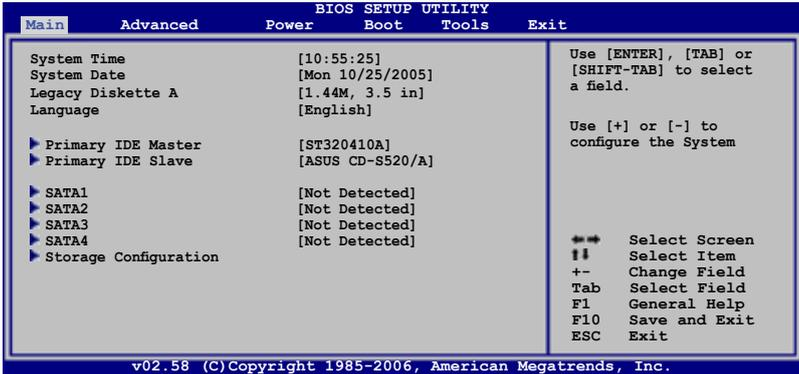 BIOS SETUP UTILITY
Main Advanced Power Boot Tools Exit
System Time [10:55:25]
System Date [Mon 10/25/2005]
Legacy Diskette A [1.44M, 3.5 in]
Language [English]
Primary IDE Master [ST320410A]
Primary IDE Slave [ASUS CD-S520/A]
SATA1 [Not Detected]
SATA2 [Not Detected]
SATA3 [Not Detected]
SATA4 [Not Detected]
Storage Configuration
Use [ENTER], [TAB] or
[SHIFT-TAB] to select
a field.
Use [+] or [-] to
configure the System
Select Screen
Select Item
+- Change Field
Tab Select Field
F1 General Help
F10 Save and Exit
ESC Exit
v02.58 (C)Copyright 1985-2006, American Megatrends, Inc.